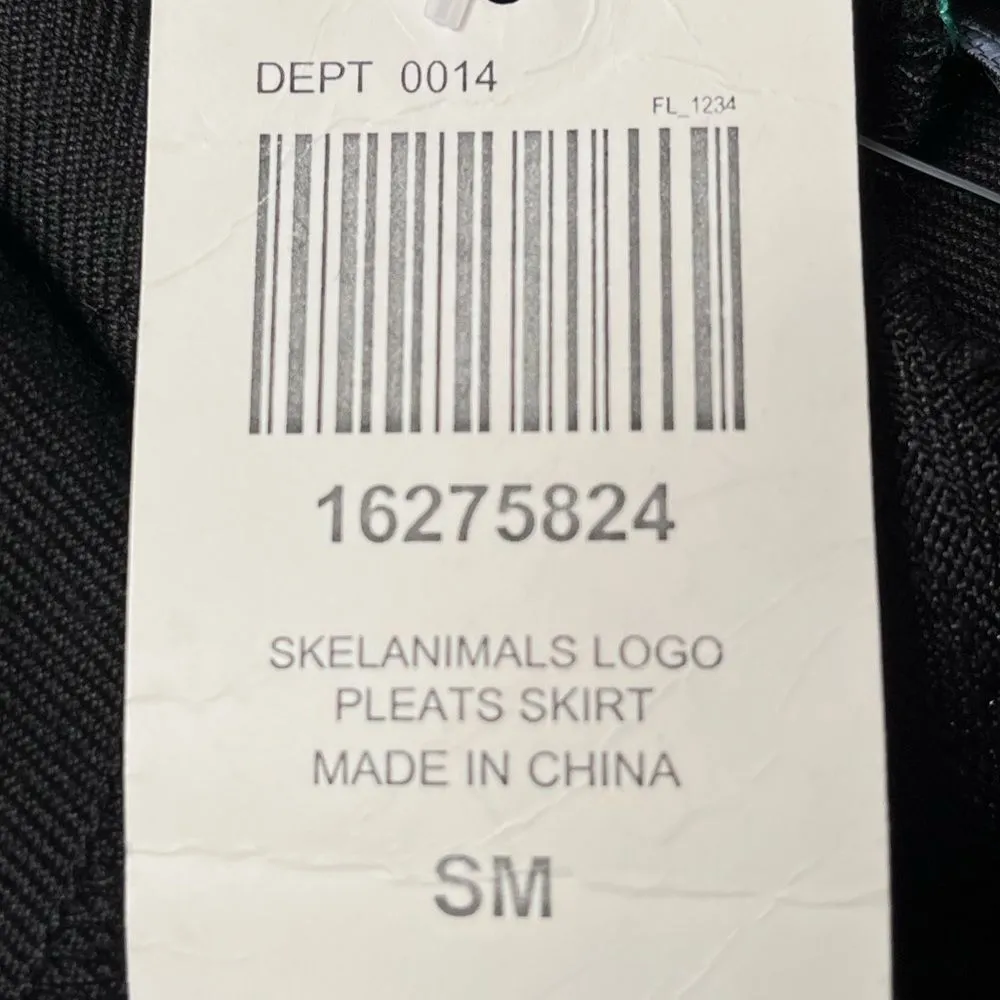 DEPT 0014
FL_1234
16275824
SKELANIMALS LOGO
PLEATS SKIRT
MADE IN CHINA
SM